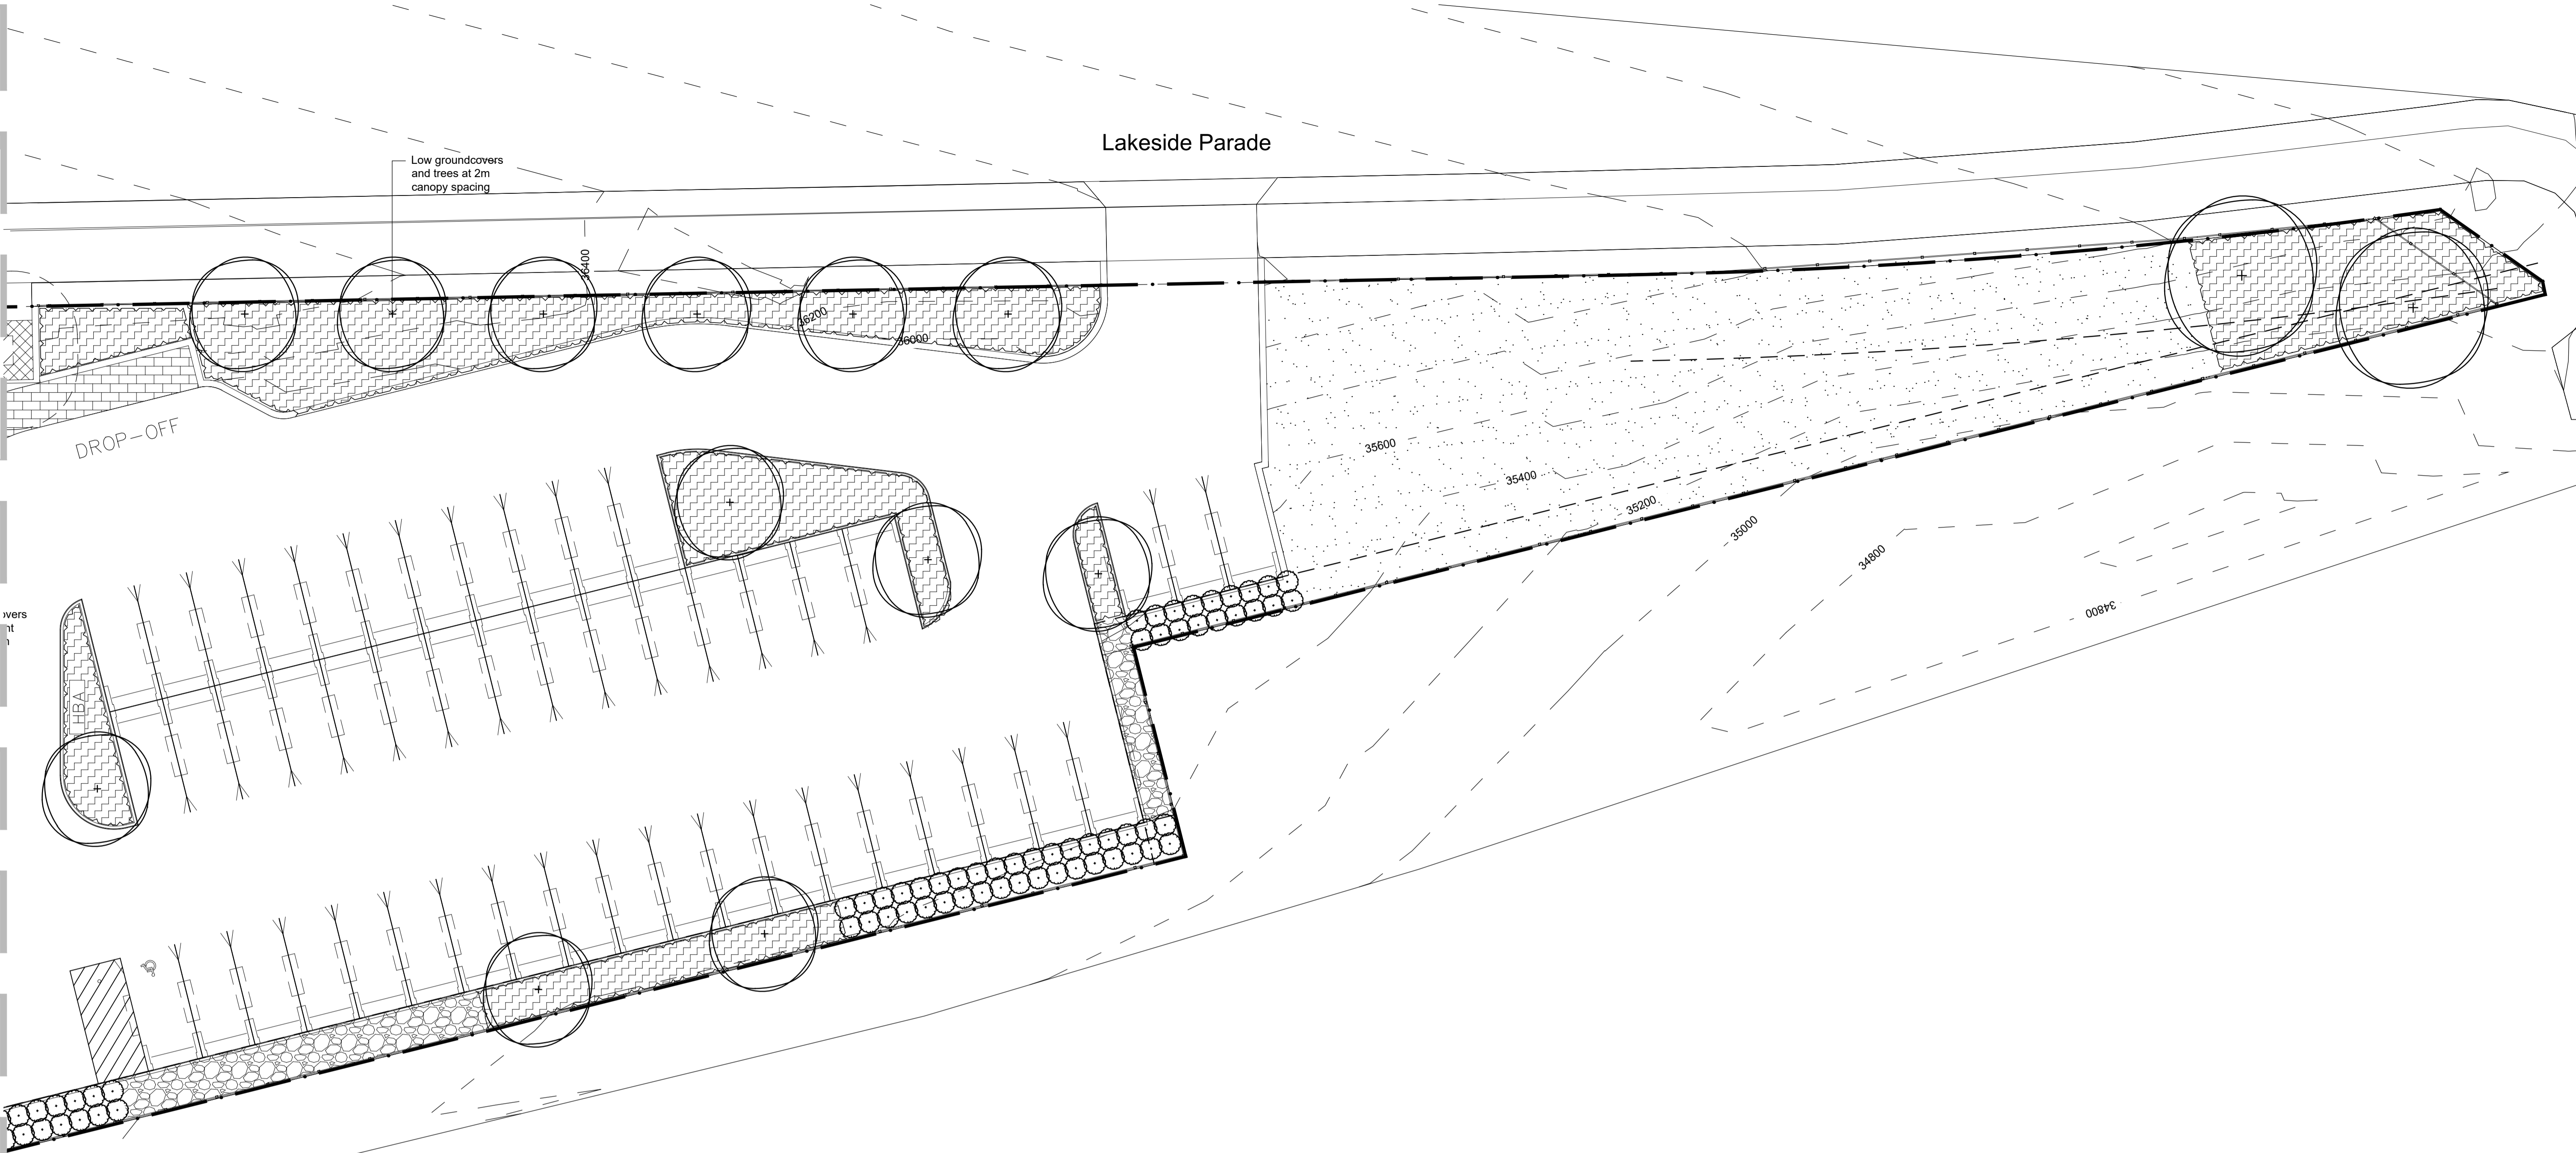 Lakeside Parade
Low groundcovers
and trees at 2m
canopy spacing
36400
36200
36000
DROP-OFF
35600
35400
35200
35000
34800
34800
overs
nt
HBA